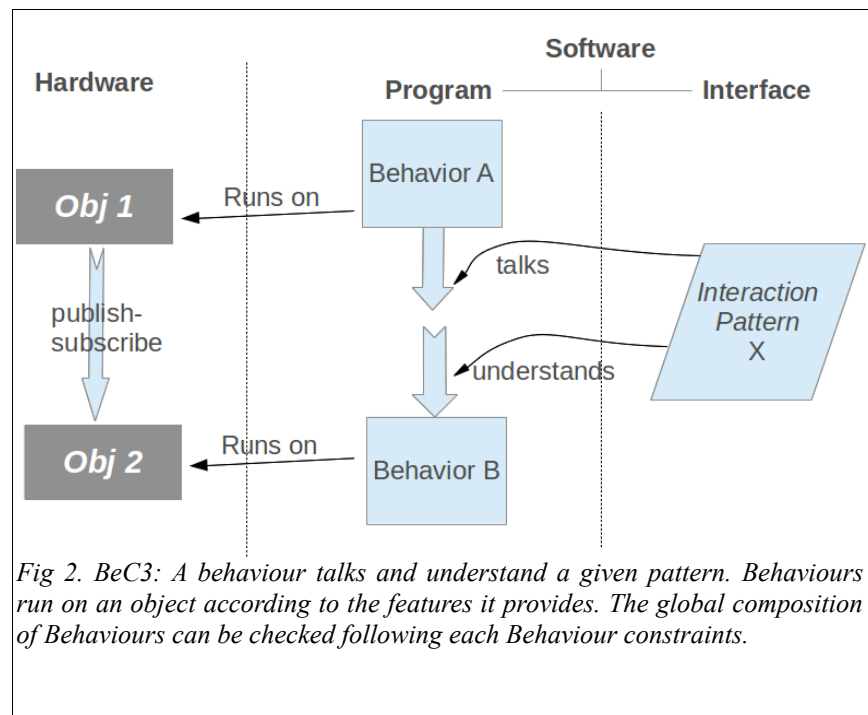 Software
Hardware
Program
Interface
Behavior A
Runs on
Obj 1
talks
Interaction
Pattern
X
publish-
subscribe
understands
Runs on
Obj 2
Behavior B
Fig 2. BeC3: A behaviour talks and understand a given pattern. Behaviours
run on an object according to the features it provides. The global composition
of Behaviours can be checked following each Behaviour constraints.